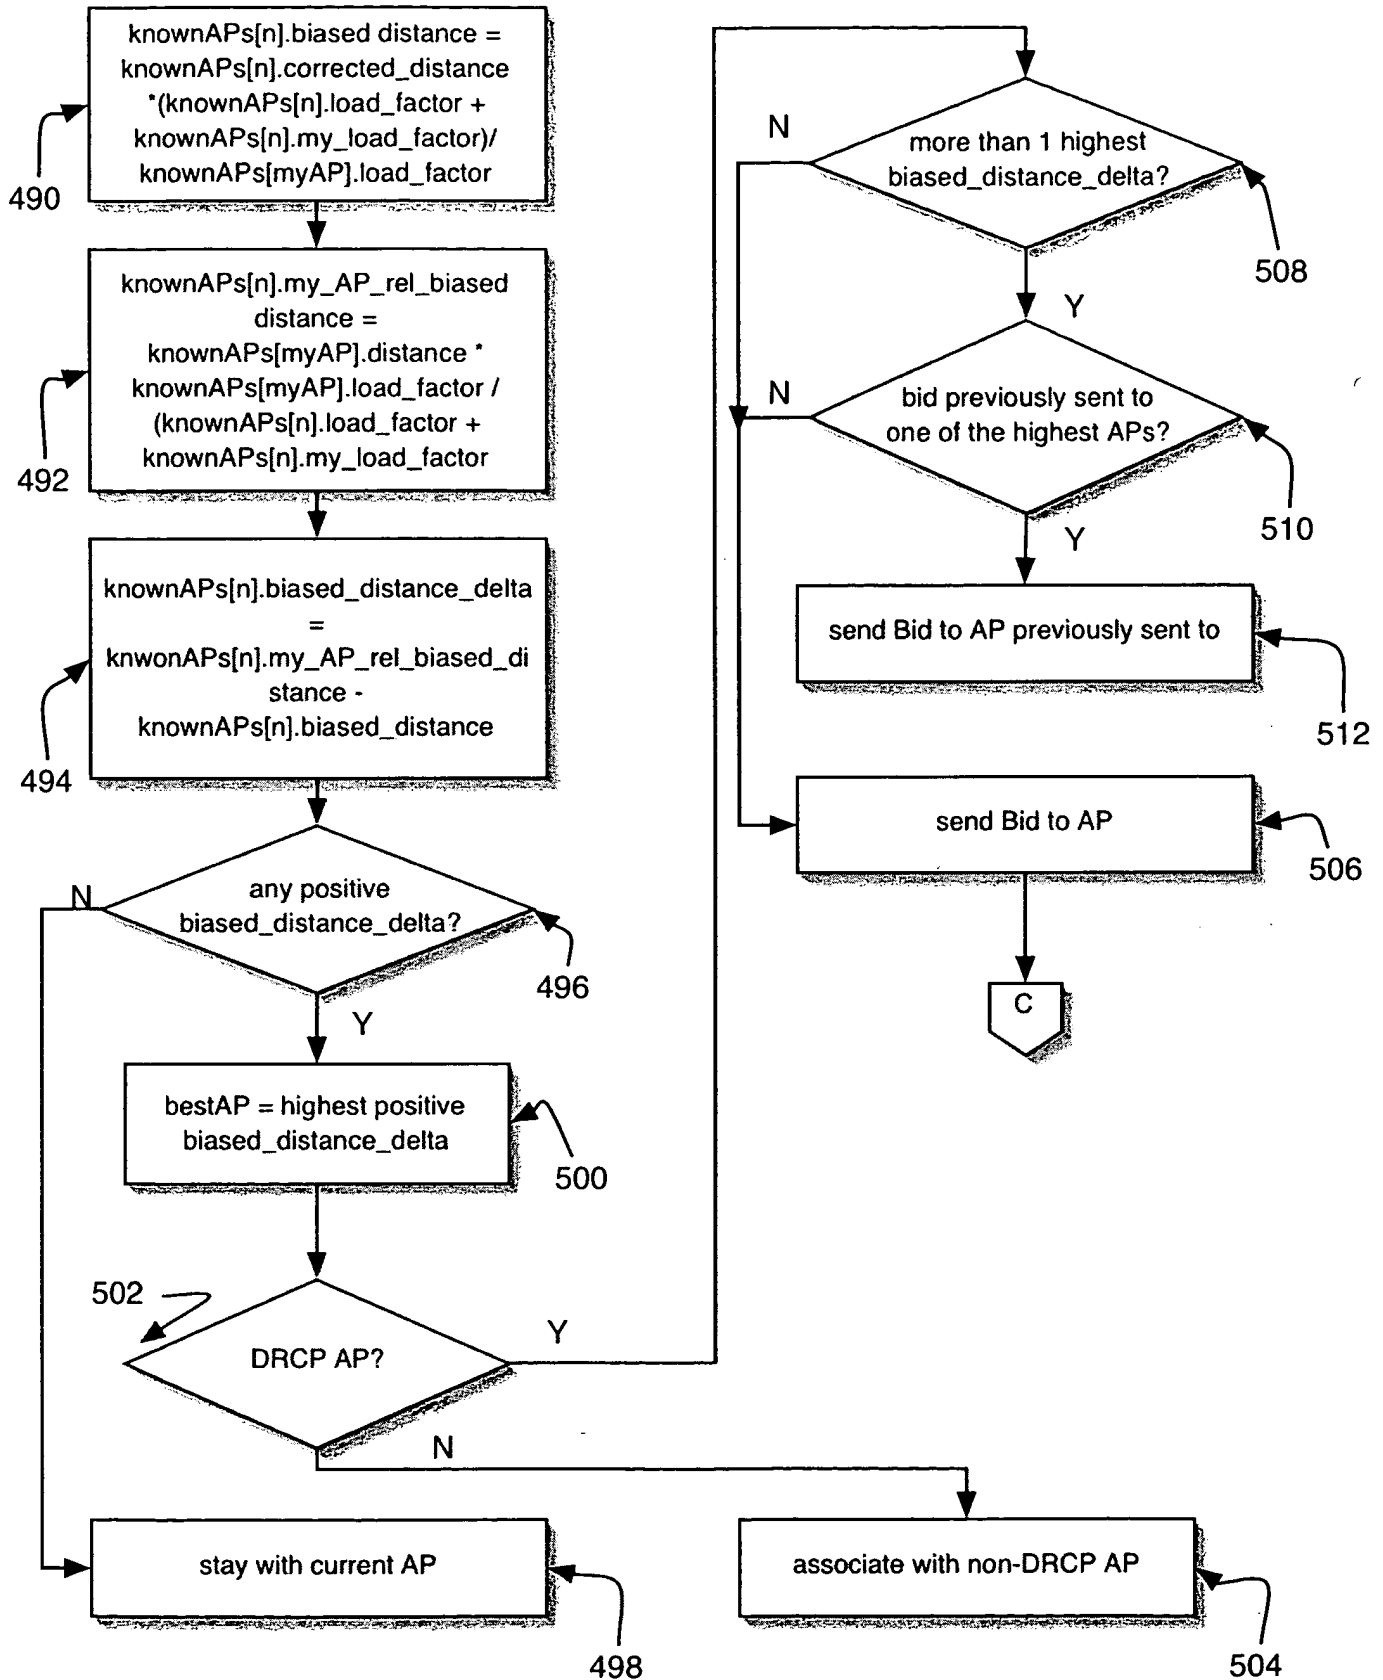 knownAPs[n].biased distance =
knownAPs[n].corrected_distance
*(knownAPs[n].load_factor +
knownAPs[n].my_load_factor)/
knownAPs[myAP].load_factor
490
knownAPs[n].my_AP_rel_biased
distance =
knownAPs[myAP].distance *
knownAPs[myAP].load_factor /
(knownAPs[n].load_factor +
knownAPs[n].my_load_factor
492
knownAPs[n].biased_distance_delta
=
knwonAPs[n].my_AP_rel_biased_di
stance -
knownAPs[n].biased_distance
494
any positive
biased_distance_delta?
N
496
Y
bestAP = highest positive
biased_distance_delta
500
502
DRCP AP?
Y
N
stay with current AP
498
associate with non-DRCP AP
504
more than 1 highest
biased_distance_delta?
N
508
Y
bid previously sent to
one of the highest APs?
N
510
Y
send Bid to AP previously sent to
512
send Bid to AP
506
C